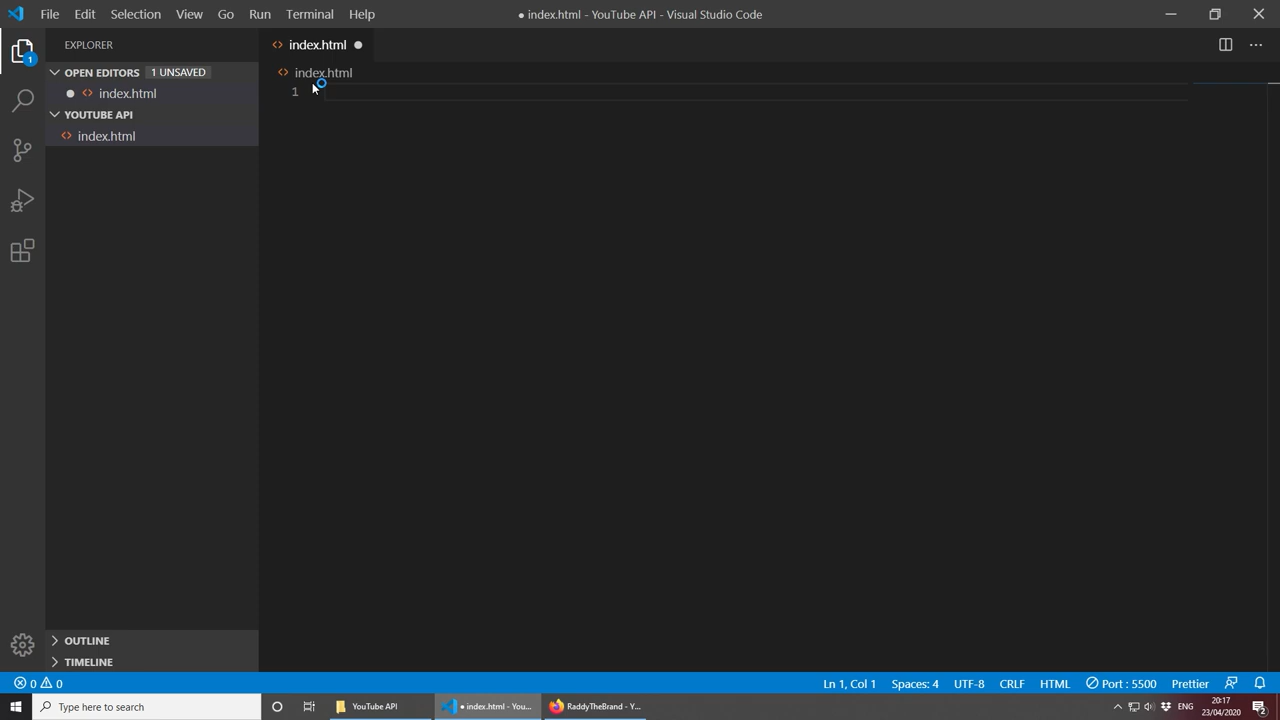 File Edit Selection View Go Run Terminal Help ● index.html - YouTube API - Visual Studio Code
EXPLORER
index.html
OPEN EDITORS 1 UNSAVED
index.html
index.html
1
YOUTUBE API
index.html
OUTLINE
TIMELINE
0 0 Ln 1, Col 1 Spaces: 4 UTF-8 CRLF HTML Port : 5500 Prettier
Type here to search YouTube API ● index.html - You... RaddyTheBrand - Y... ENG 20:17
23/04/2020
1
2